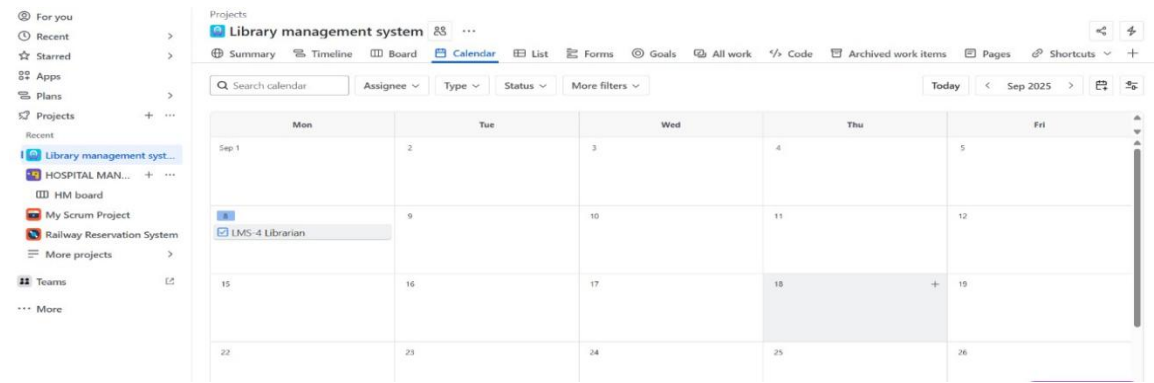 For you
Recent
Starred
Apps
Plans
Projects
Recent
Library management syst...
HOSPITAL MAN...
HM board
My Scrum Project
Railway Reservation System
More projects
Teams
More
Projects
Library management system
Summary Timeline Board Calendar List Forms Goals All work Code Archived work items Pages Shortcuts
Search calendar Assignee Type Status More filters Today Sep 2025
Mon Tue Wed Thu Fri
Sep 1 2 3 4 5
8 9 10 11 12
LMS-4 Librarian
15 16 17 18 19
22 23 24 25 26